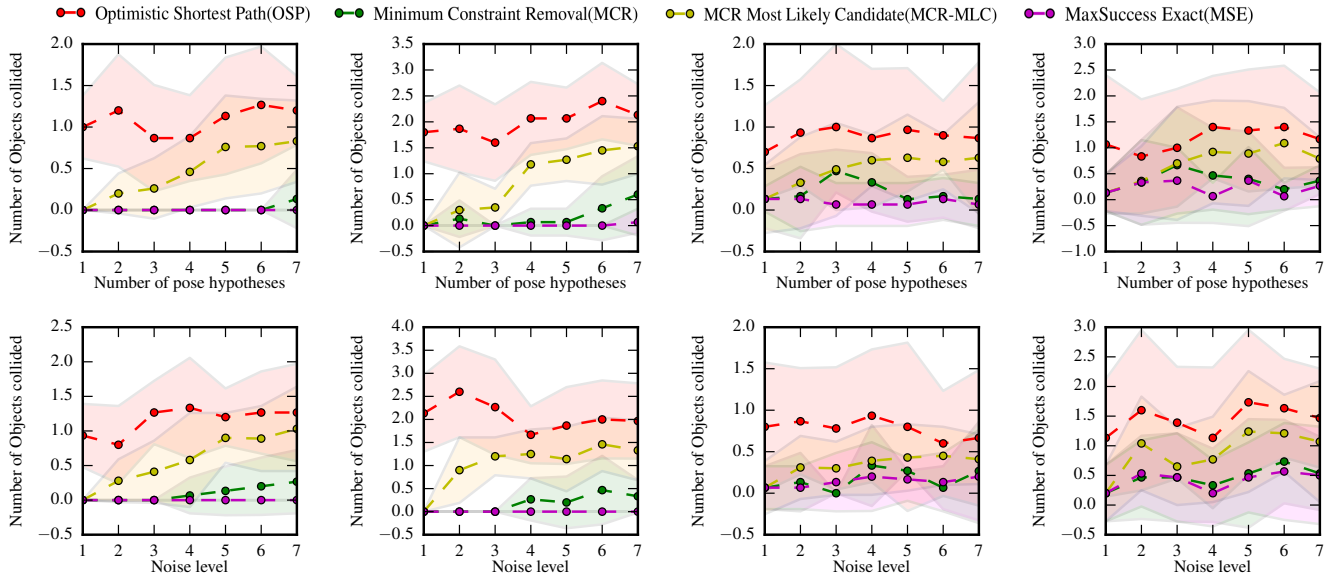 Optimistic Shortest Path(OSP) Minimum Constraint Removal(MCR) MCR Most Likely Candidate(MCR-MLC) MaxSuccess Exact(MSE)
Number of Objects collided
2.0
1.5
1.0
0.5
0.0
−0.5
1 2 3 4 5 6 7
Number of pose hypotheses
Number of Objects collided
3.5
3.0
2.5
2.0
1.5
1.0
0.5
0.0
−0.5
1 2 3 4 5 6 7
Number of pose hypotheses
Number of Objects collided
2.0
1.5
1.0
0.5
0.0
−0.5
1 2 3 4 5 6 7
Number of pose hypotheses
Number of Objects collided
3.0
2.5
2.0
1.5
1.0
0.5
0.0
−0.5
−1.0
1 2 3 4 5 6 7
Number of pose hypotheses
Number of Objects collided
2.5
2.0
1.5
1.0
0.5
0.0
−0.5
1 2 3 4 5 6 7
Noise level
Number of Objects collided
4.0
3.5
3.0
2.5
2.0
1.5
1.0
0.5
0.0
−0.5
1 2 3 4 5 6 7
Noise level
Number of Objects collided
2.0
1.5
1.0
0.5
0.0
−0.5
1 2 3 4 5 6 7
Noise level
Number of Objects collided
3.0
2.5
2.0
1.5
1.0
0.5
0.0
−0.5
1 2 3 4 5 6 7
Noise level